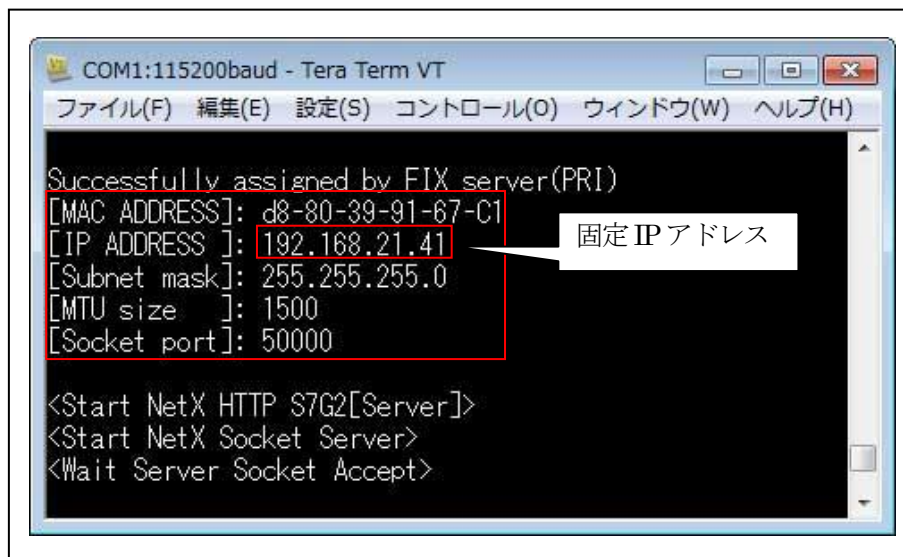 COM1:115200baud - Tera Term VT
ファイル(F) 編集(E) 設定(S) コントロール(O) ウィンドウ(W) ヘルプ(H)
Successfully assigned by FIX server(PRI)
[MAC ADDRESS]: d8-80-39-91-67-C1
[IP ADDRESS ]: 192.168.21.41
固定IPアドレス
[Subnet mask]: 255.255.255.0
[MTU size   ]: 1500
[Socket port]: 50000
<Start NetX HTTP S7G2[Server]>
<Start NetX Socket Server>
<Wait Server Socket Accept>